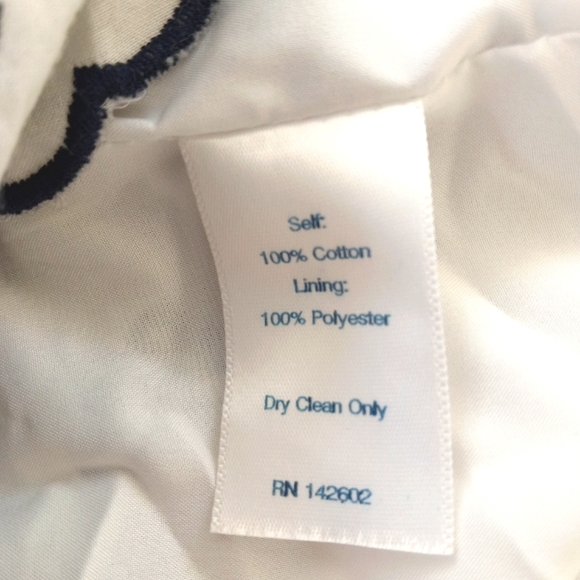 Self:
100% Cotton
Lining:
100% Polyester
Dry Clean Only
RN 142602